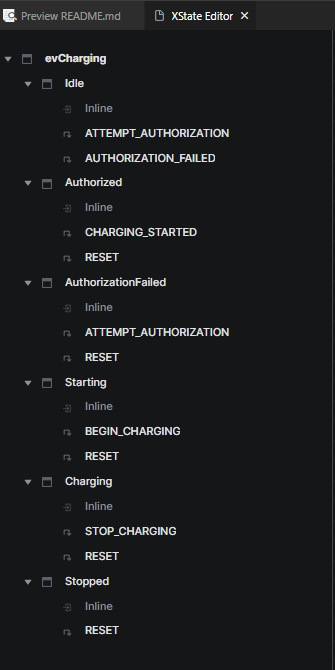 Preview README.md
XState Editor
evCharging
Idle
Inline
ATTEMPT_AUTHORIZATION
AUTHORIZATION_FAILED
Authorized
Inline
CHARGING_STARTED
RESET
AuthorizationFailed
Inline
ATTEMPT_AUTHORIZATION
RESET
Starting
Inline
BEGIN_CHARGING
RESET
Charging
Inline
STOP_CHARGING
RESET
Stopped
Inline
RESET